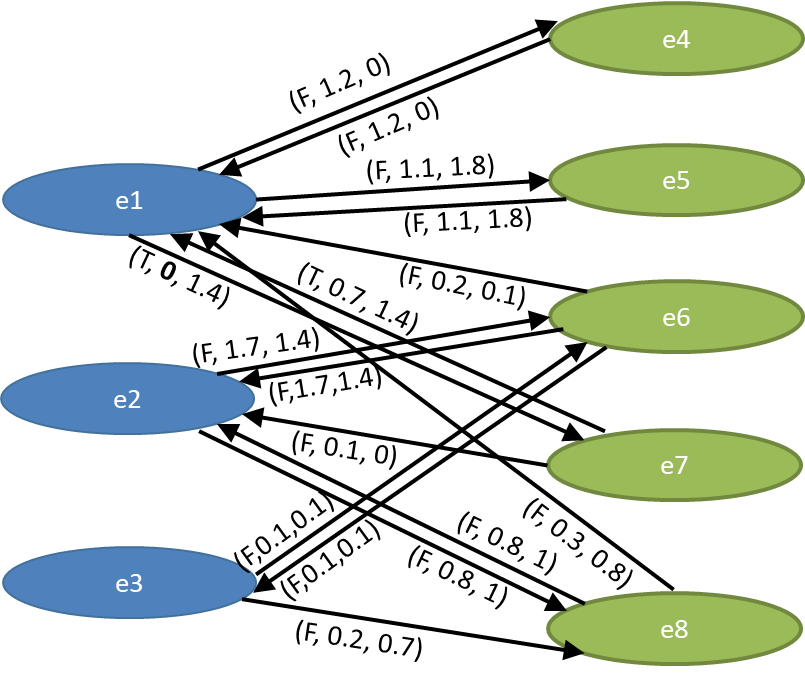 e4
(F, 1.2, 0)
(F, 1.2, 0)
(F, 1.1, 1.8)
e5
e1
(F, 1.1, 1.8)
(T, 0, 1.4)
(T, 0.7, 1.4)
(F, 0.2, 0.1)
e6
(F, 1.7, 1.4)
(F,1.7,1.4)
e2
(F, 0.1, 0)
e7
(F,0.1,0.1)
(F,0.1,0.1)
(F, 0.8, 1)
(F, 0.8, 1)
(F, 0.3, 0.8)
e3
(F, 0.2, 0.7)
e8